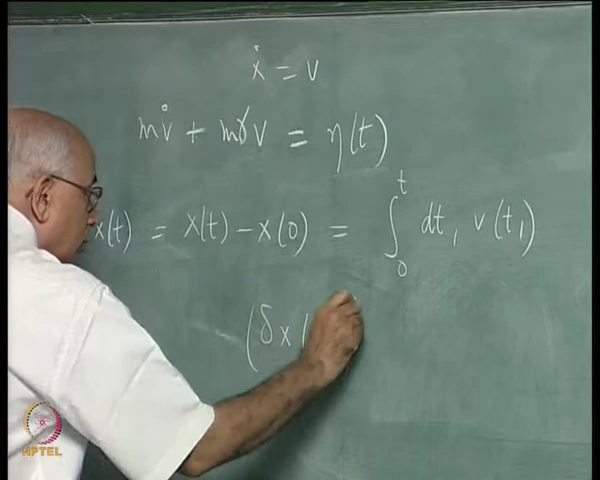 ẋ = v
mv̇ + mγv = η(t)
x(t) = x(t) - x(0) = ∫₀ᵗ dt₁ v(t₁)
(δx(
NPTEL